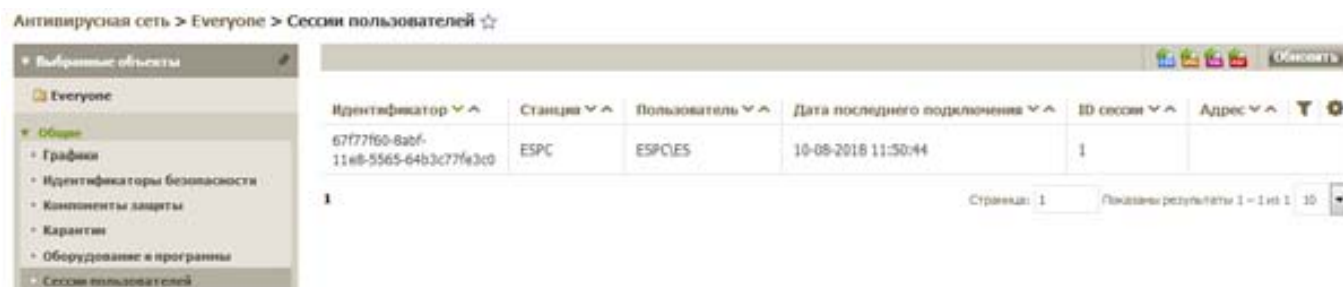 Антивирусная сеть > Everyone > Сессии пользователей
Выбранные объекты
Обновить
Everyone
Идентификатор Станция Пользователь Дата последнего подключения ID сессии Адрес
Общие
67f77f60-8abf-
11e8-5565-64b3c77fe3c0
ESPC ESPC\ES 10-08-2018 11:50:44 1
Графики
Идентификаторы безопасности
Компоненты защиты
1 Страница: 1 Показаны результаты 1 – 1 из 1 10
Карантин
Оборудование и программы
Сессии пользователей